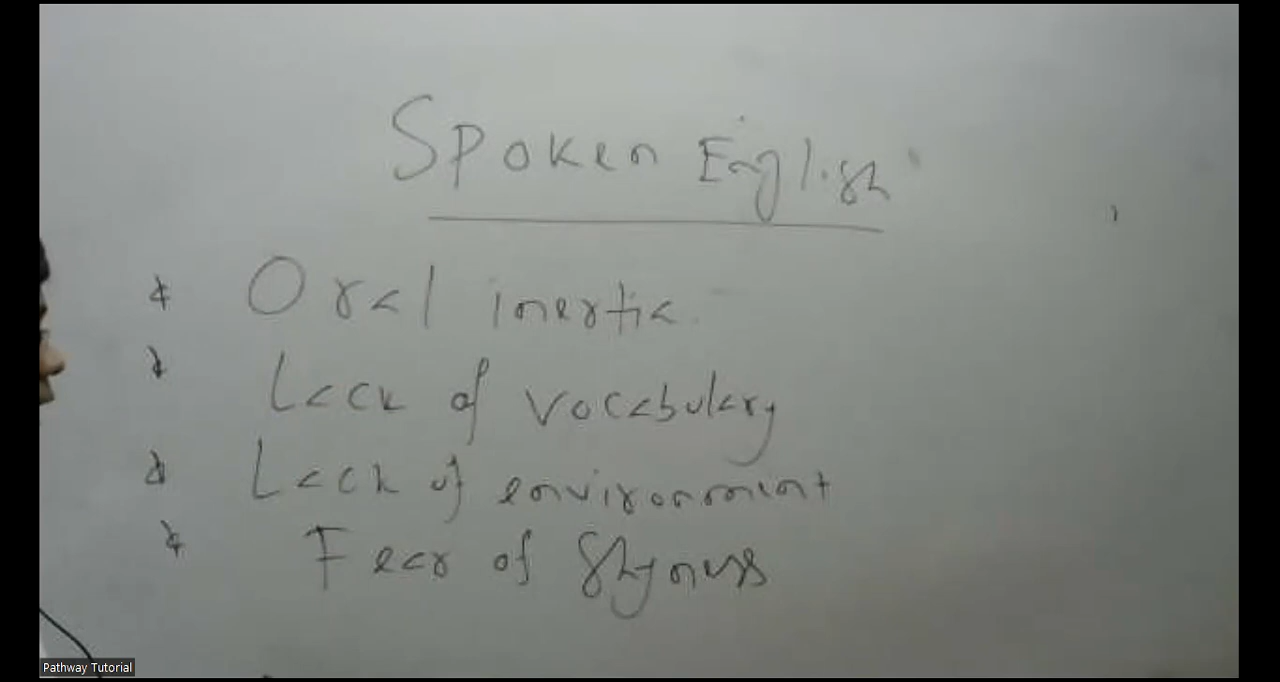 Spoken English
* Oral inertia
* Lack of vocabulary
* Lack of environment
* Fear of Shyness
Pathway Tutorial